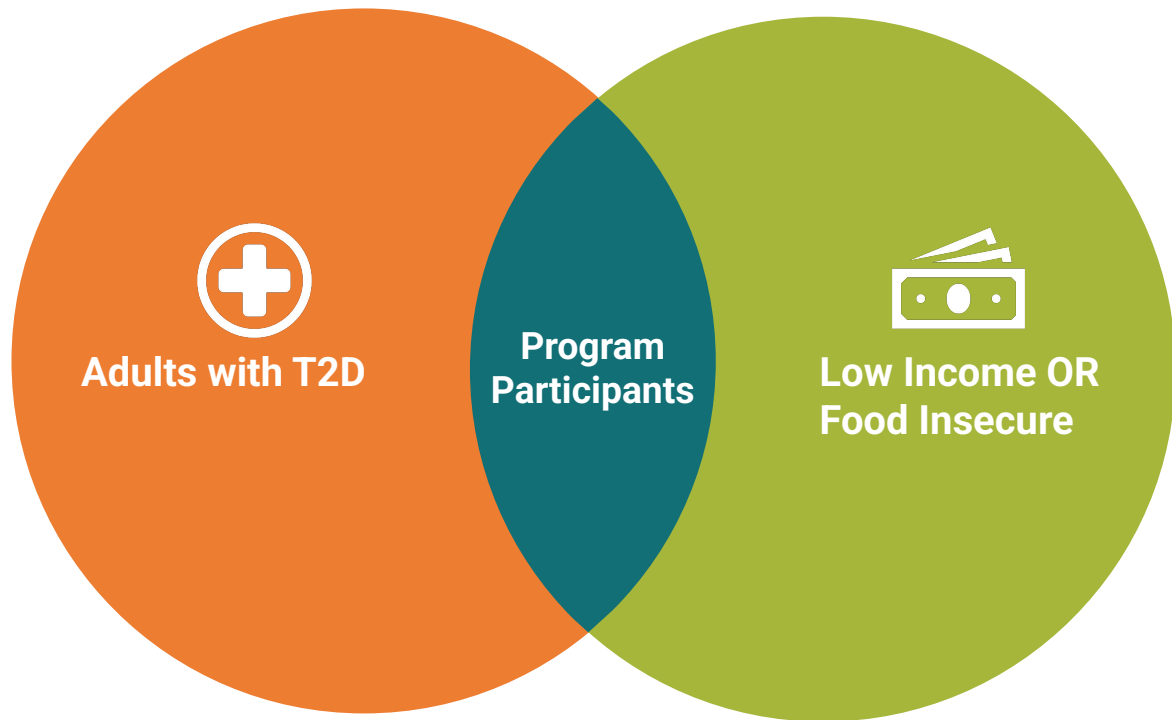 Adults with T2D
Program
Participants
Low Income OR
Food Insecure